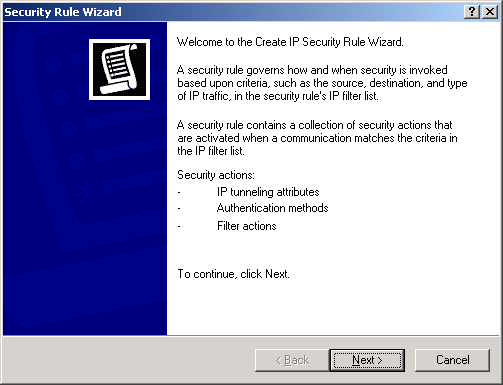 Security Rule Wizard
Welcome to the Create IP Security Rule Wizard.
A security rule governs how and when security is invoked
based upon criteria, such as the source, destination, and type
of IP traffic, in the security rule's IP filter list.
A security rule contains a collection of security actions that
are activated when a communication matches the criteria in
the IP filter list.
Security actions:
- IP tunneling attributes
- Authentication methods
- Filter actions
To continue, click Next.
< Back Next > Cancel